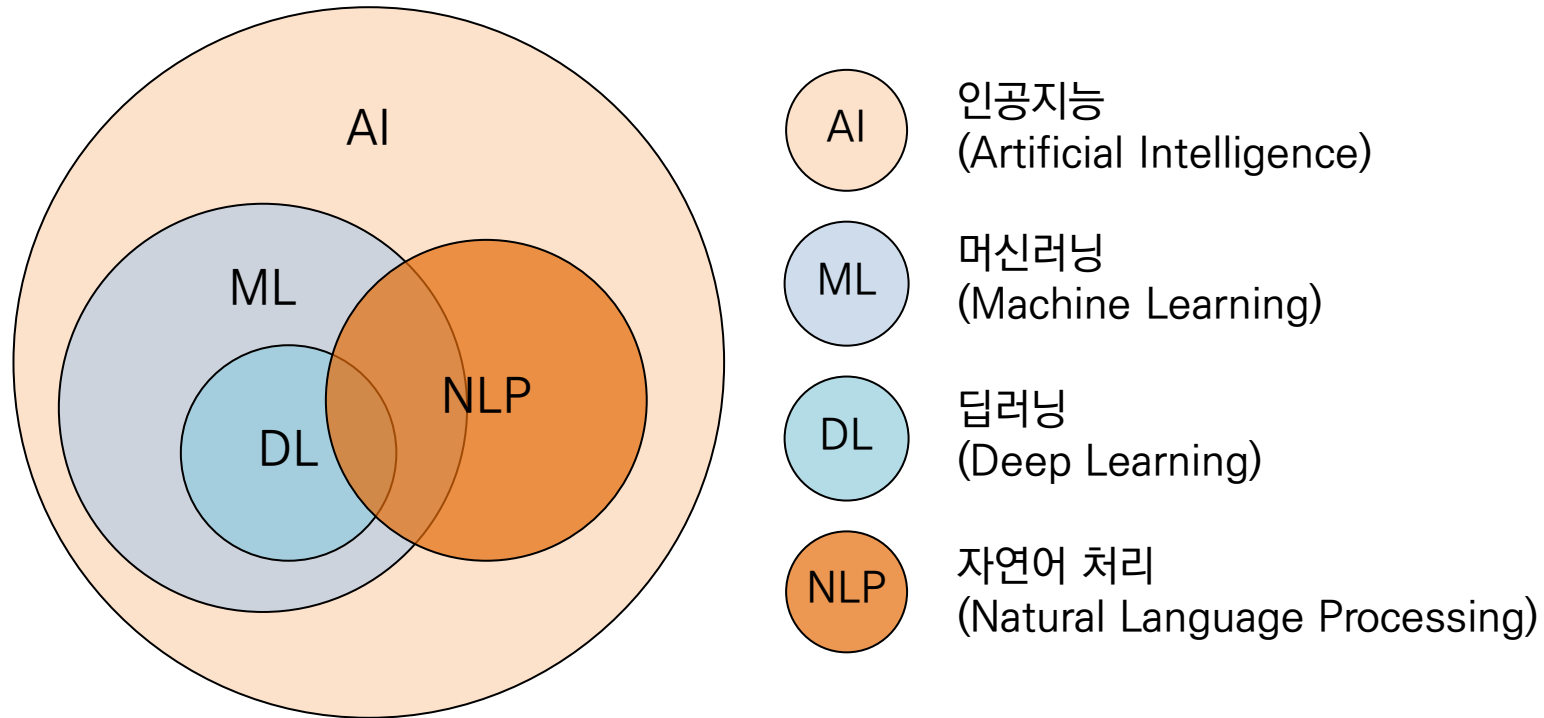 AI
ML
NLP
DL
AI
인공지능
(Artificial Intelligence)
ML
머신러닝
(Machine Learning)
DL
딥러닝
(Deep Learning)
NLP
자연어 처리
(Natural Language Processing)